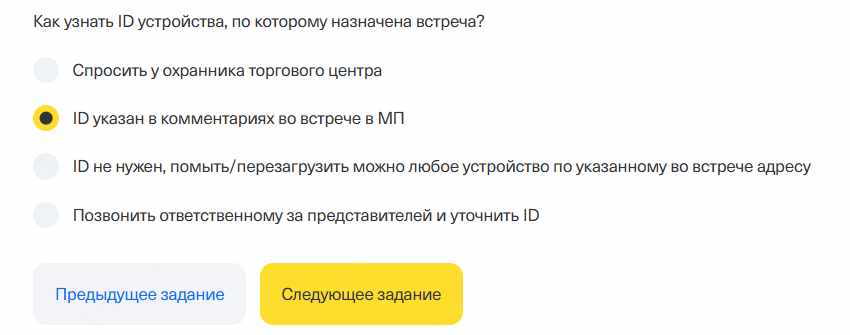 Как узнать ID устройства, по которому назначена встреча?
Спросить у охранника торгового центра
ID указан в комментариях во встрече в МП
ID не нужен, помыть/перезагрузить можно любое устройство по указанному во встрече адресу
Позвонить ответственному за представителей и уточнить ID
Предыдущее задание
Следующее задание